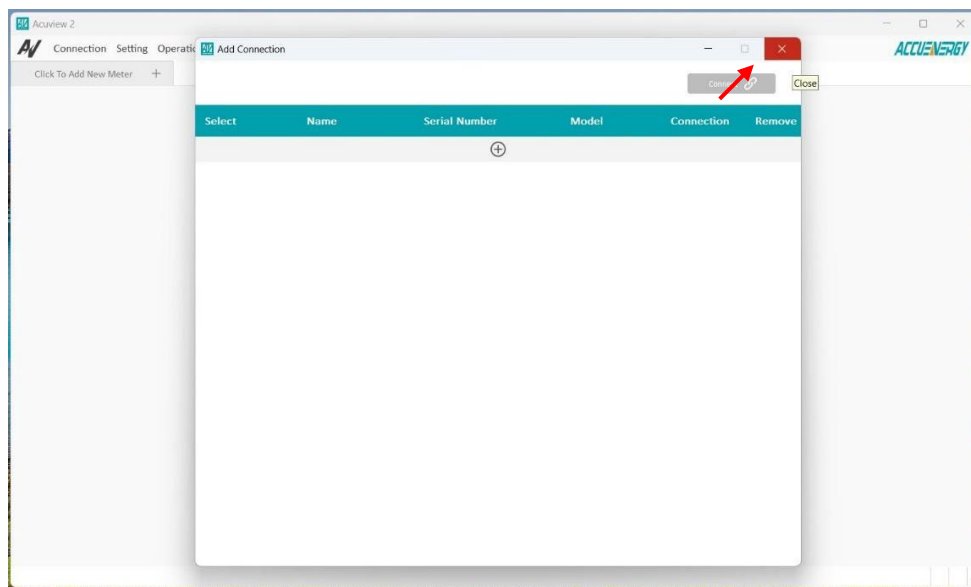 Acuview 2
Connection Setting Operatio
ACCUENERGY
Add Connection
Click To Add New Meter +
Close
Select Name Serial Number Model Connection Remove